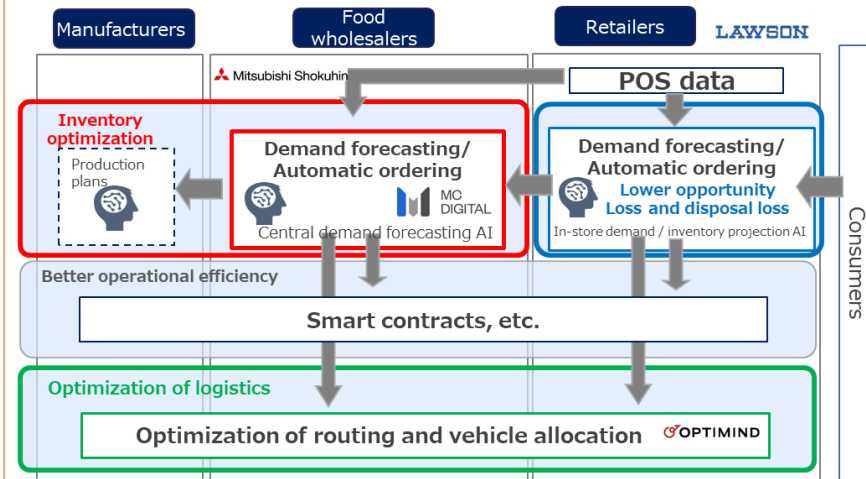 Manufacturers
Food
wholesalers
Retailers
LAWSON
Mitsubishi Shokuhin
POS data
Inventory
optimization
Production
plans
Demand forecasting/
Automatic ordering
MC
DIGITAL
Central demand forecasting AI
Demand forecasting/
Automatic ordering
Lower opportunity
Loss and disposal loss
In-store demand / inventory projection AI
Consumers
Better operational efficiency
Smart contracts, etc.
Optimization of logistics
Optimization of routing and vehicle allocation
OPTIMIND